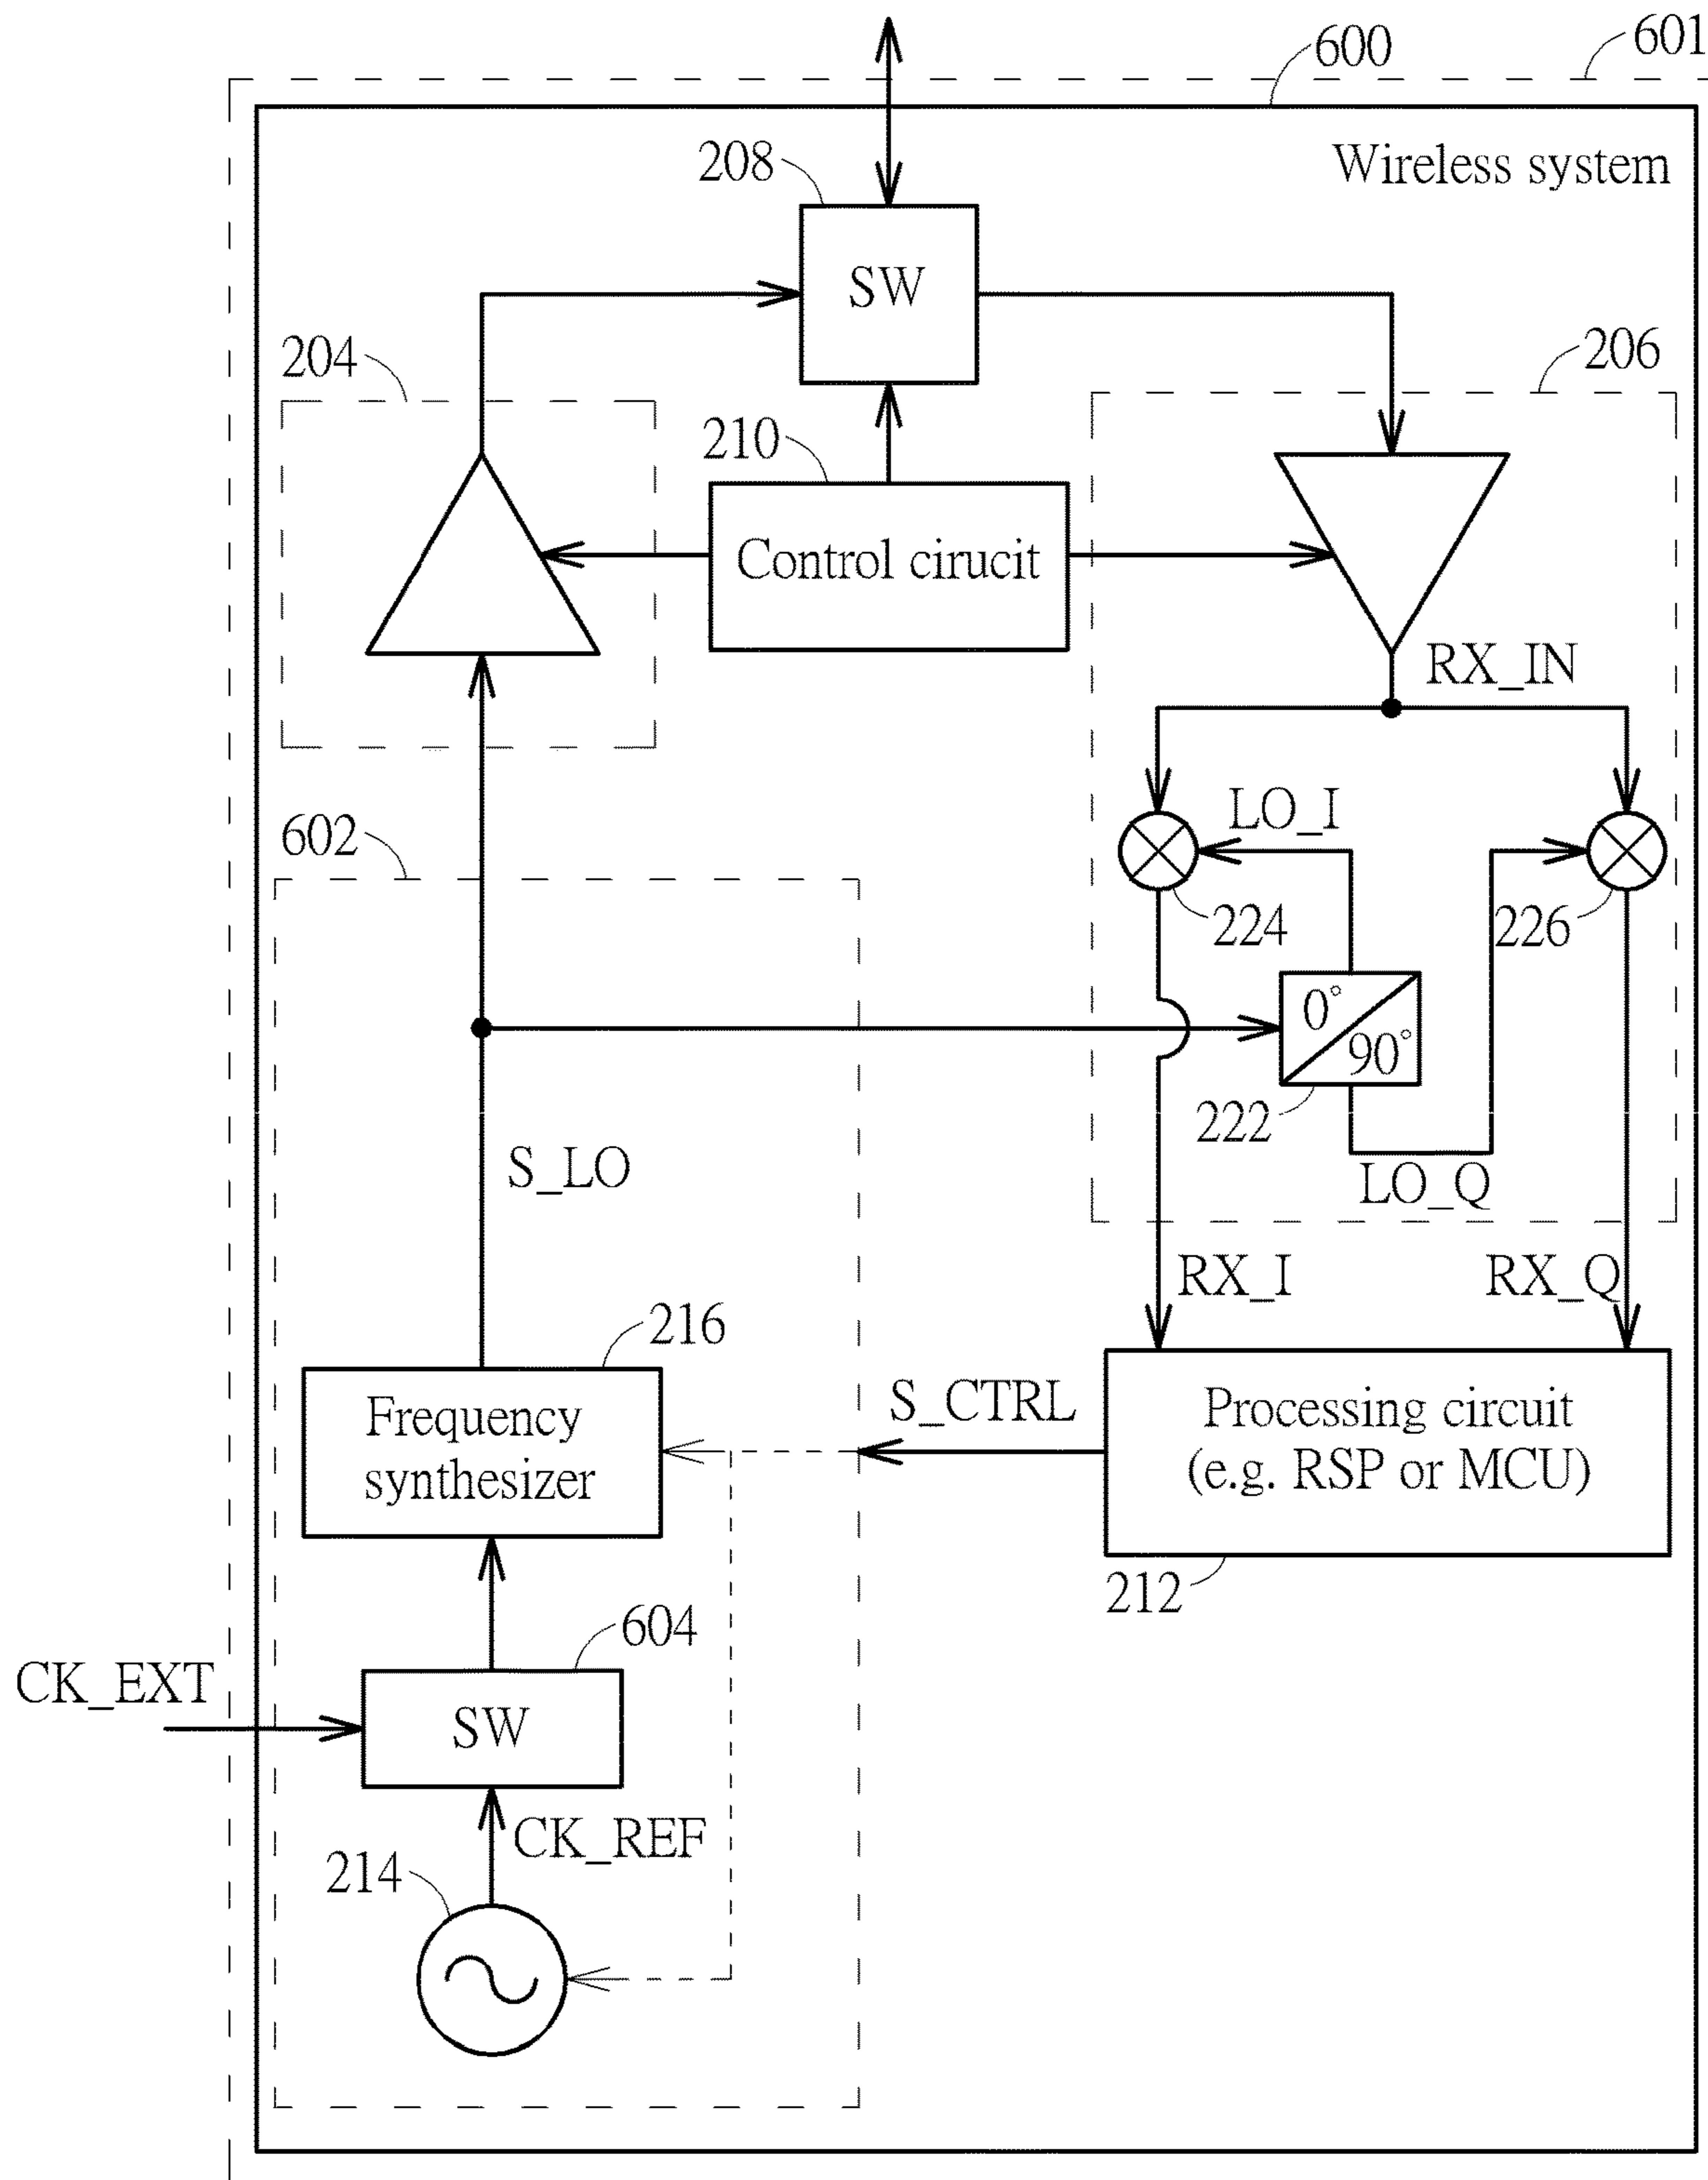 601
600
Wireless system
208
SW
204
206
210
Control cirucit
RX_IN
602
LO_I
224
226
0°
90°
222
S_LO
LO_Q
RX_I
RX_Q
216
Frequency
synthesizer
S_CTRL
Processing circuit
(e.g. RSP or MCU)
212
604
CK_EXT
SW
CK_REF
214